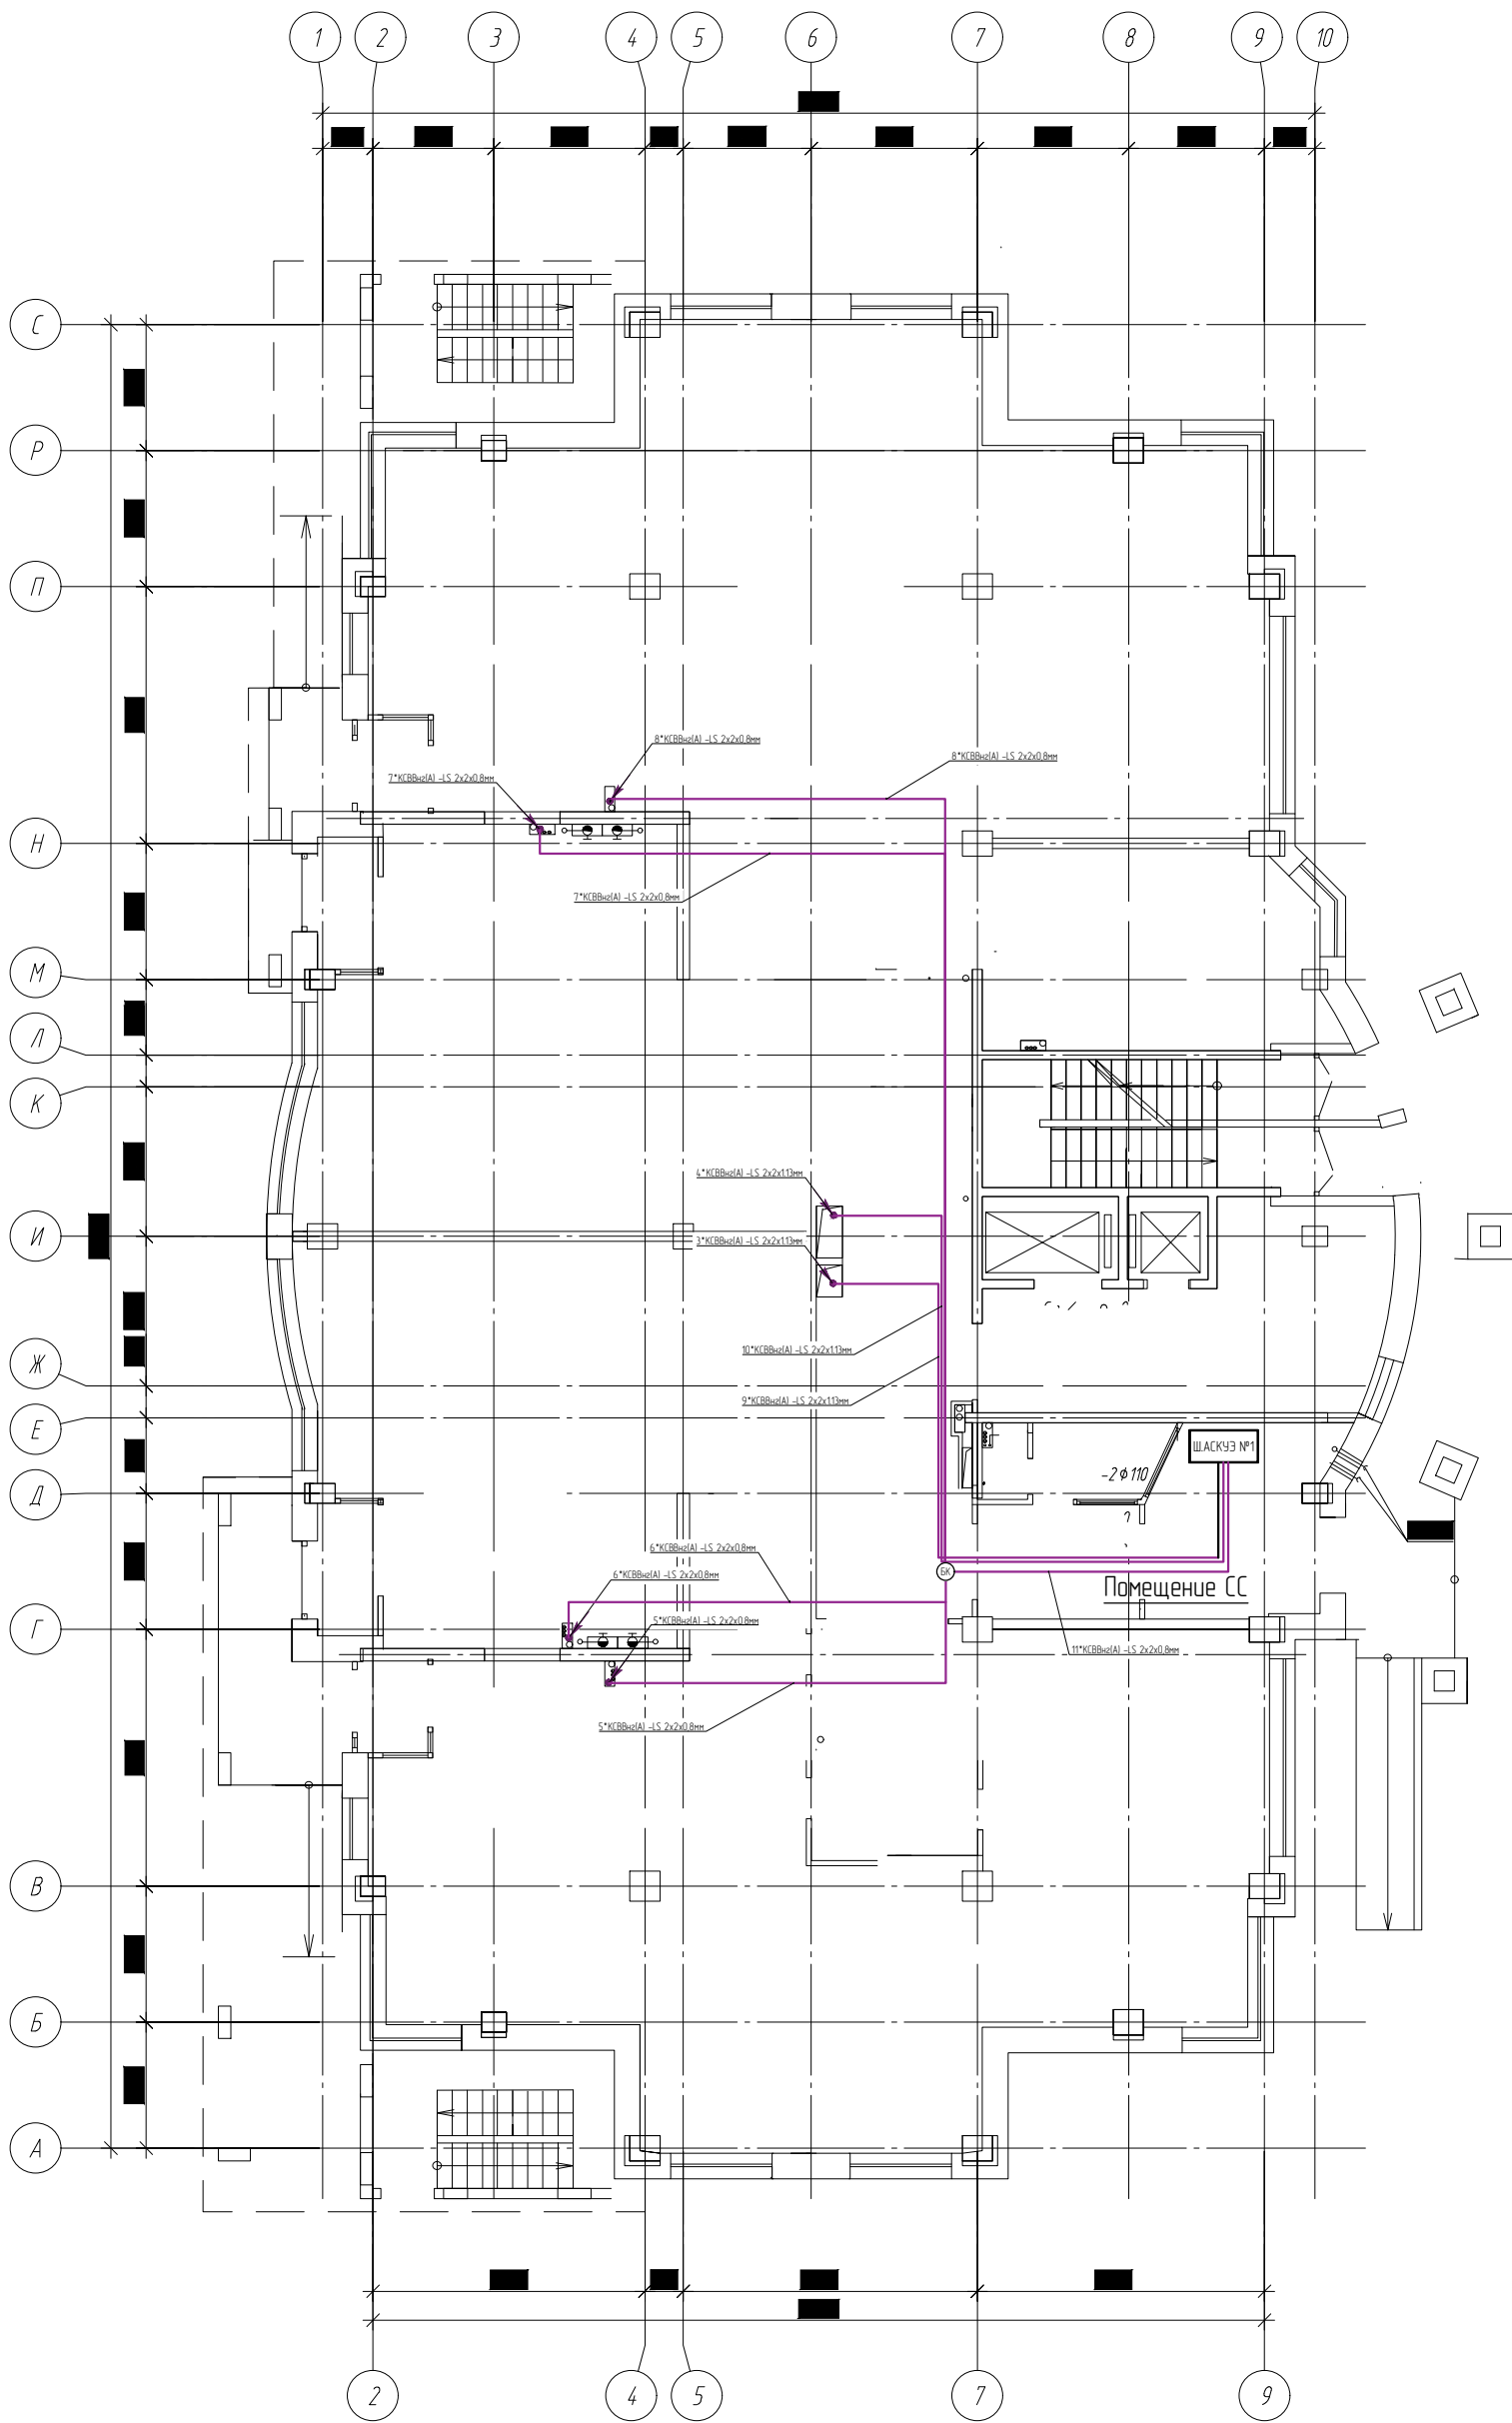 1 2 3 4 5 6 7 8 9 10
С
Р
П
8*КСВВнг(А) -LS 2х2х0,8мм
8*КСВВнг(А) -LS 2х2х0,8мм
7*КСВВнг(А) -LS 2х2х0,8мм
Н
7*КСВВнг(А) -LS 2х2х0,8мм
М
Л
К
4*КСВВнг(А) -LS 2х2х1.13мм
И
3*КСВВнг(А) -LS 2х2х1.13мм
10*КСВВнг(А) -LS 2х2х1.13мм
Ж
9*КСВВнг(А) -LS 2х2х1.13мм
Е
Ш.АСКУЭ №1
-2ϕ110
Д
6*КСВВнг(А) -LS 2х2х0,8мм
БК
6*КСВВнг(А) -LS 2х2х0,8мм
Помещение СС
5*КСВВнг(А) -LS 2х2х0.8мм
Г
11*КСВВнг(А) -LS 2х2х0,8мм
5*КСВВнг(А) -LS 2х2х0.8мм
В
Б
А
2 4 5 7 9